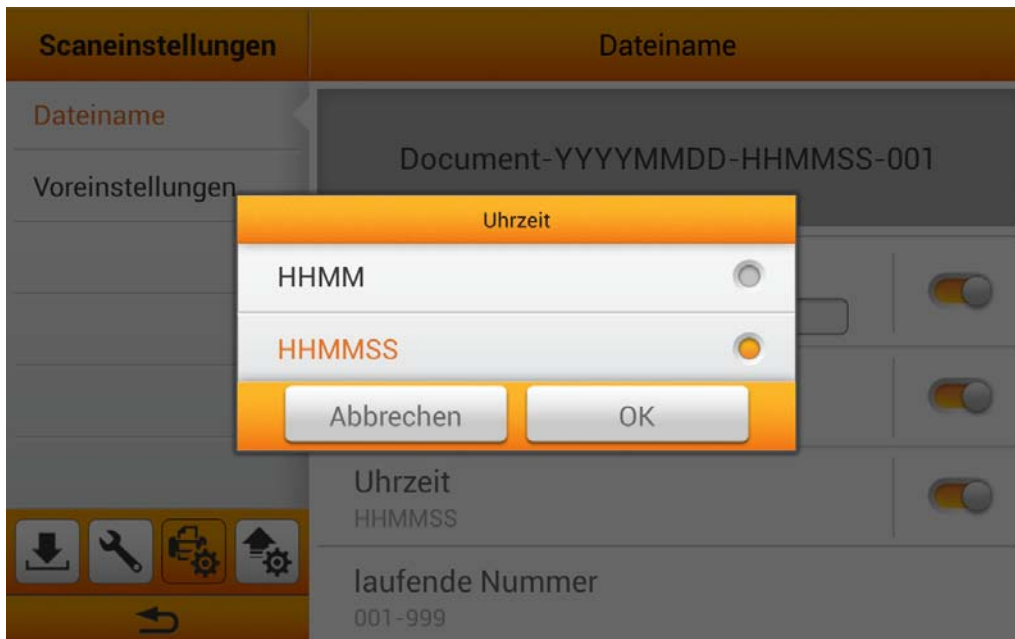 Scaneinstellungen
Dateiname
Dateiname
Voreinstellungen
Document-YYYYMMDD-HHMMSS-001
Uhrzeit
HHMM
HHMMSS
Abbrechen
OK
Uhrzeit
HHMMSS
laufende Nummer
001-999